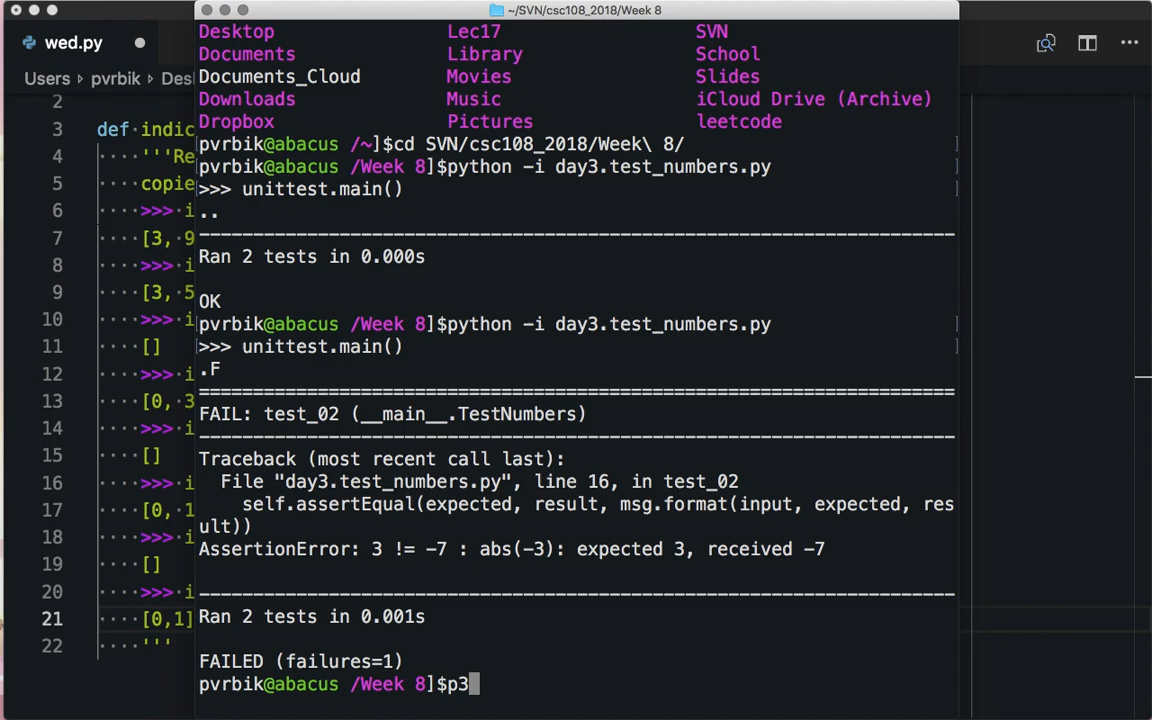 ~/SVN/csc108_2018/Week 8
wed.py
Users › pvrbik › Des
Desktop Lec17 SVN
Documents Library School
Documents_Cloud Movies Slides
Downloads Music iCloud Drive (Archive)
Dropbox Pictures leetcode
pvrbik@abacus /~]$cd SVN/csc108_2018/Week\ 8/
pvrbik@abacus /Week 8]$python -i day3.test_numbers.py
>>> unittest.main()
..
Ran 2 tests in 0.000s
OK
pvrbik@abacus /Week 8]$python -i day3.test_numbers.py
>>> unittest.main()
.F
FAIL: test_02 (__main__.TestNumbers)
Traceback (most recent call last):
File "day3.test_numbers.py", line 16, in test_02
self.assertEqual(expected, result, msg.format(input, expected, res
ult))
AssertionError: 3 != -7 : abs(-3): expected 3, received -7
Ran 2 tests in 0.001s
FAILED (failures=1)
pvrbik@abacus /Week 8]$p3
2
3 def indic
4 '''Re
5 copie
6 >>> i
7 [3, 9
8 >>> i
9 [3, 5
10 >>> i
11 []
12 >>> i
13 [0, 3
14 >>> i
15 []
16 >>> i
17 [0, 1
18 >>> i
19 []
20 >>> i
21 [0,1]
22 '''